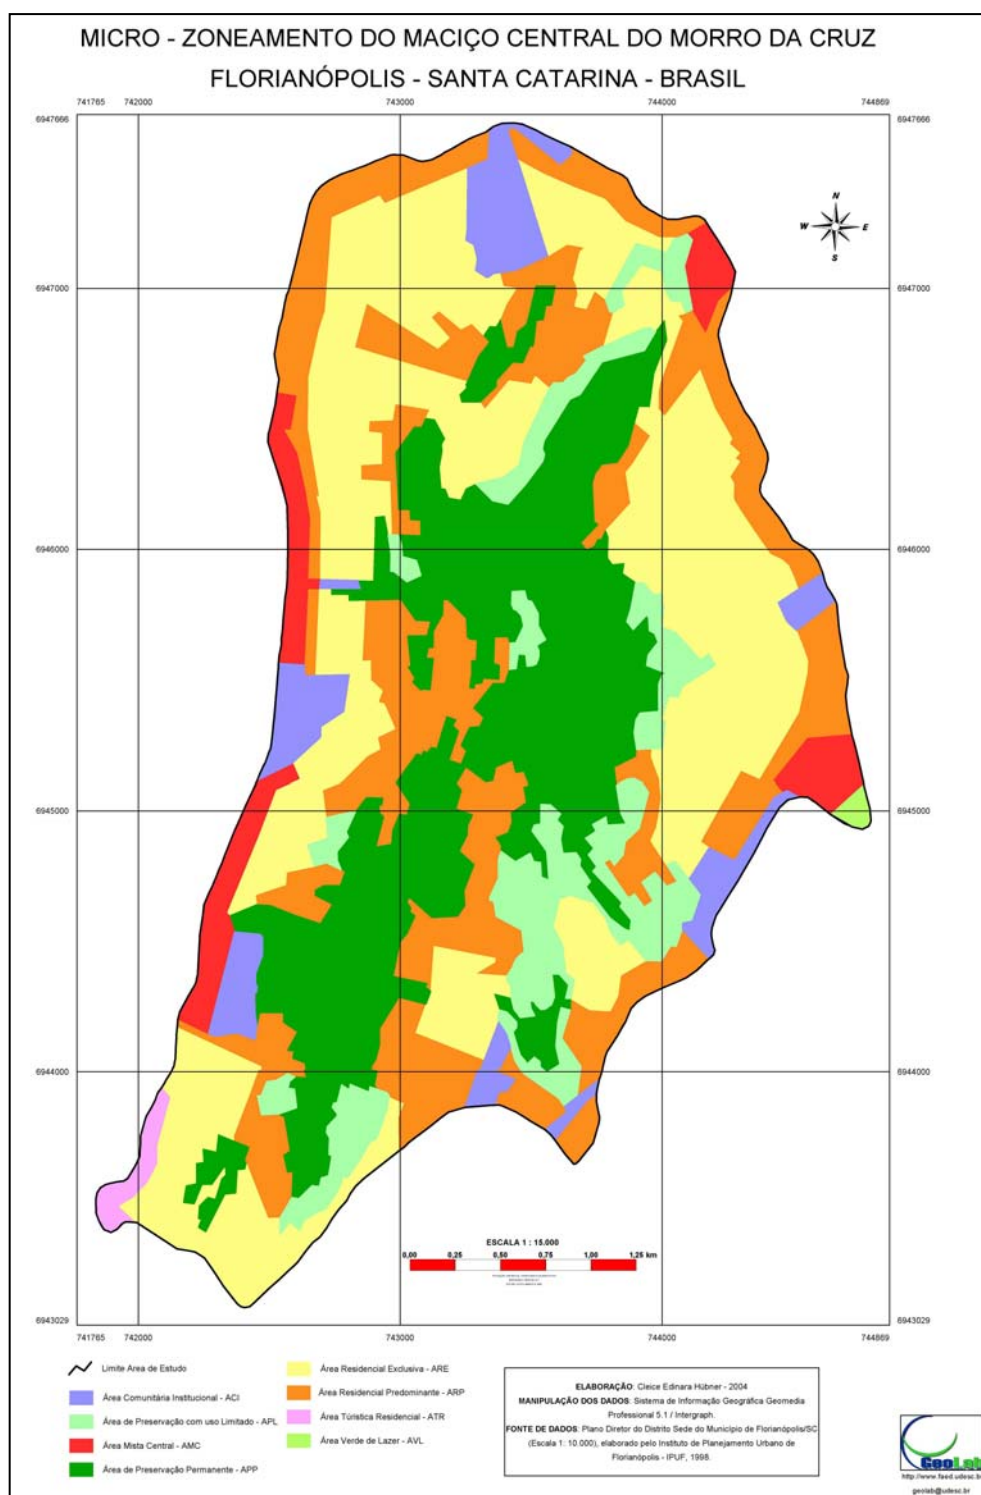 MICRO - ZONEAMENTO DO MACIÇO CENTRAL DO MORRO DA CRUZ
FLORIANÓPOLIS - SANTA CATARINA - BRASIL
741765 742000 743000 744000 744869
6947666 6947666
N
W E
S
6947000 6947000
6946000 6946000
6945000 6945000
6944000 6944000
ESCALA 1 : 15.000
0,00 0,25 0,50 0,75 1,00 1,25 km
6943029 6943029
741765 742000 743000 744000 744869
Limite Area de Estudo
Área Comunitária Institucional - ACI
Área de Preservação com uso Limitado - APL
Área Mista Central - AMC
Área de Preservação Permanente - APP
Área Residencial Exclusiva - ARE
Área Residencial Predominante - ARP
Área Túristica Residencial - ATR
Área Verde de Lazer - AVL
ELABORAÇÃO: Cleice Edinara Hübner - 2004
MANIPULAÇÃO DOS DADOS: Sistema de Informação Geográfica Geomedia
Professional 5.1 / Intergraph.
FONTE DE DADOS: Plano Diretor do Distrito Sede do Município de Florianópolis/SC
(Escala 1: 10.000), elaborado pelo Instituto de Planejamento Urbano de
Florianópolis - IPUF, 1998.
GeoLab
http://www.faed.udesc.br
geolab@udesc.br